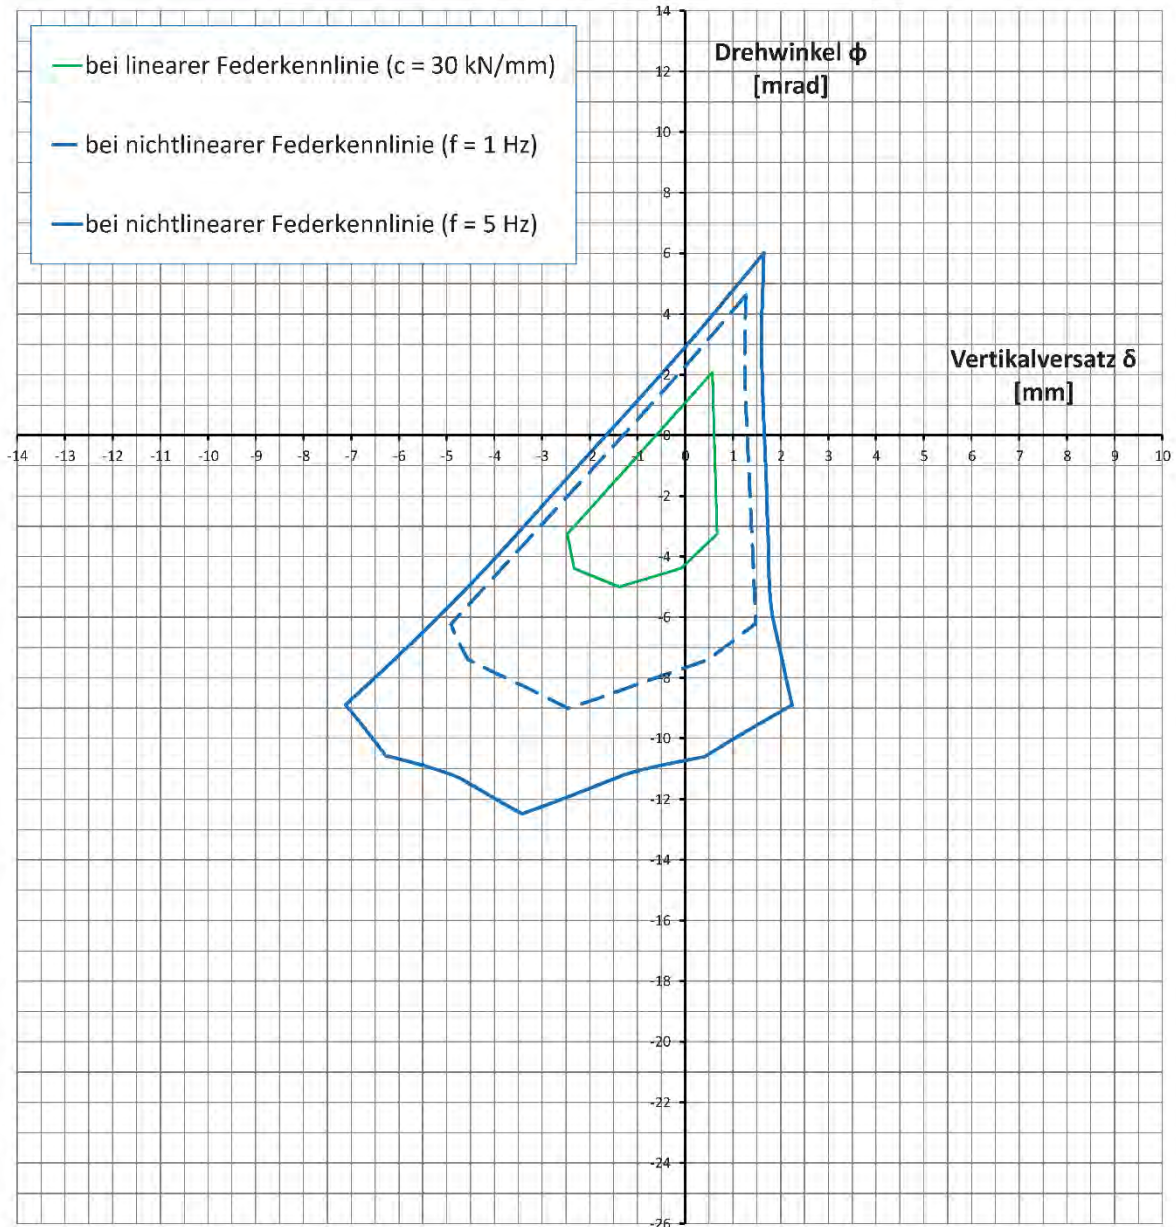 14
bei linearer Federkennlinie (c = 30 kN/mm)
bei nichtlinearer Federkennlinie (f = 1 Hz)
bei nichtlinearer Federkennlinie (f = 5 Hz)
Drehwinkel ϕ
[mrad]
12
10
8
6
4
Vertikalversatz δ
[mm]
2
0
-14 -13 -12 -11 -10 -9 -8 -7 -6 -5 -4 -3 -2 -1 0 1 2 3 4 5 6 7 8 9 10
-2
-4
-6
-8
-10
-12
-14
-16
-18
-20
-22
-24
-26